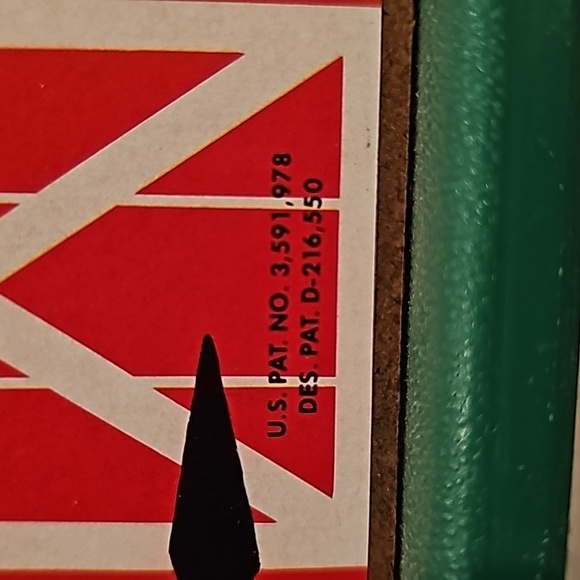 U.S. PAT. NO. 3,591,978
DES. PAT. D-216,550